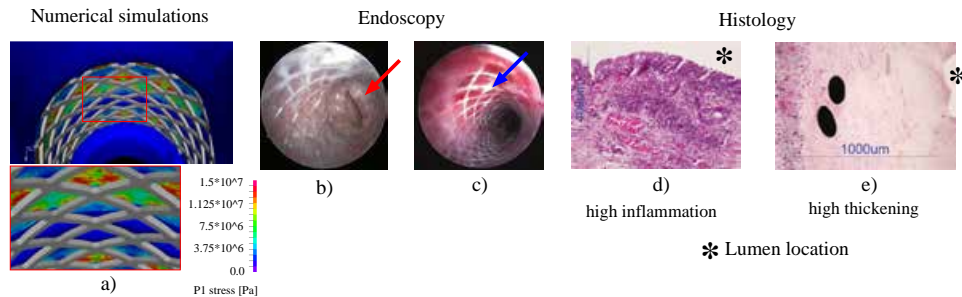 Numerical simulations
Endoscopy
Histology
*
*
1000um
1.5*10^7
1.125*10^7
7.5*10^6
3.75*10^6
0.0
P1 stress [Pa]
a)
b)
c)
d)
e)
high inflammation
high thickening
* Lumen location